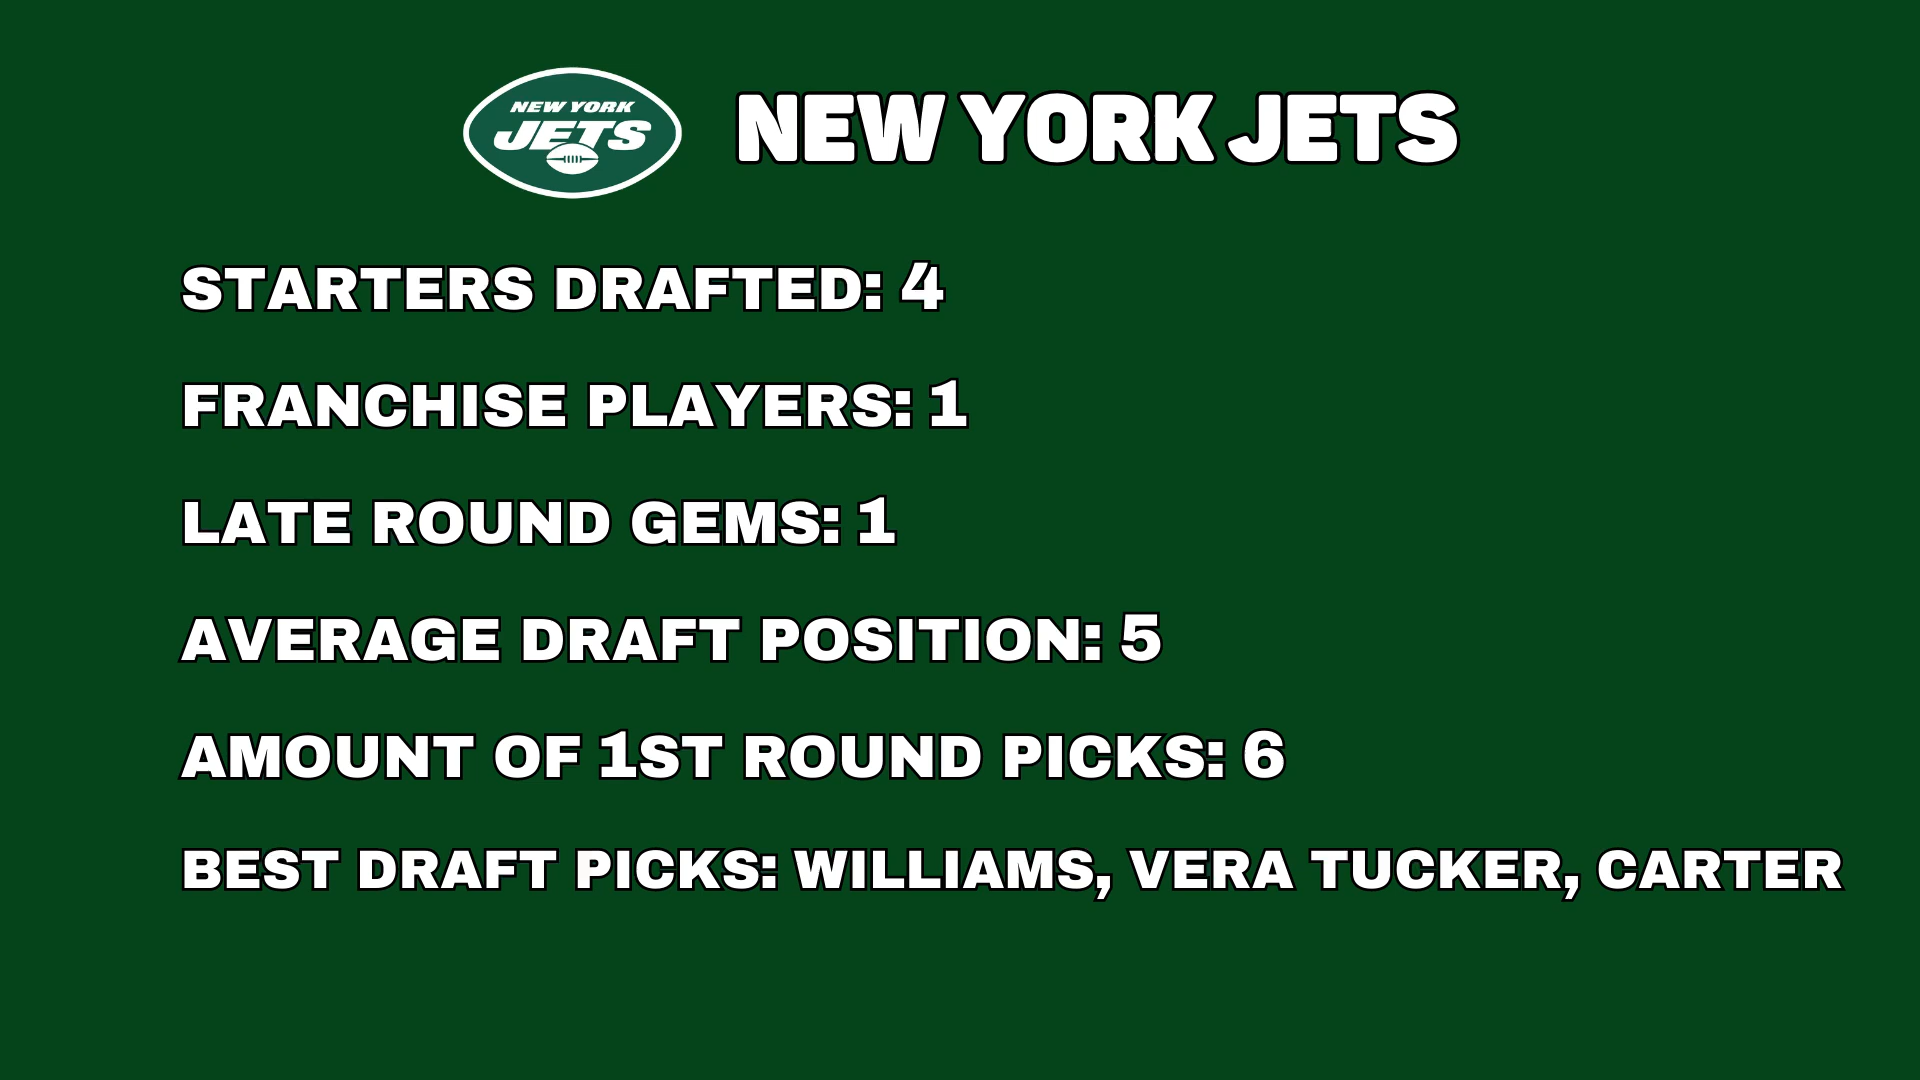 NEW YORK
JETS
NEW YORK JETS
STARTERS DRAFTED: 4
FRANCHISE PLAYERS: 1
LATE ROUND GEMS: 1
AVERAGE DRAFT POSITION: 5
AMOUNT OF 1ST ROUND PICKS: 6
BEST DRAFT PICKS: WILLIAMS, VERA TUCKER, CARTER